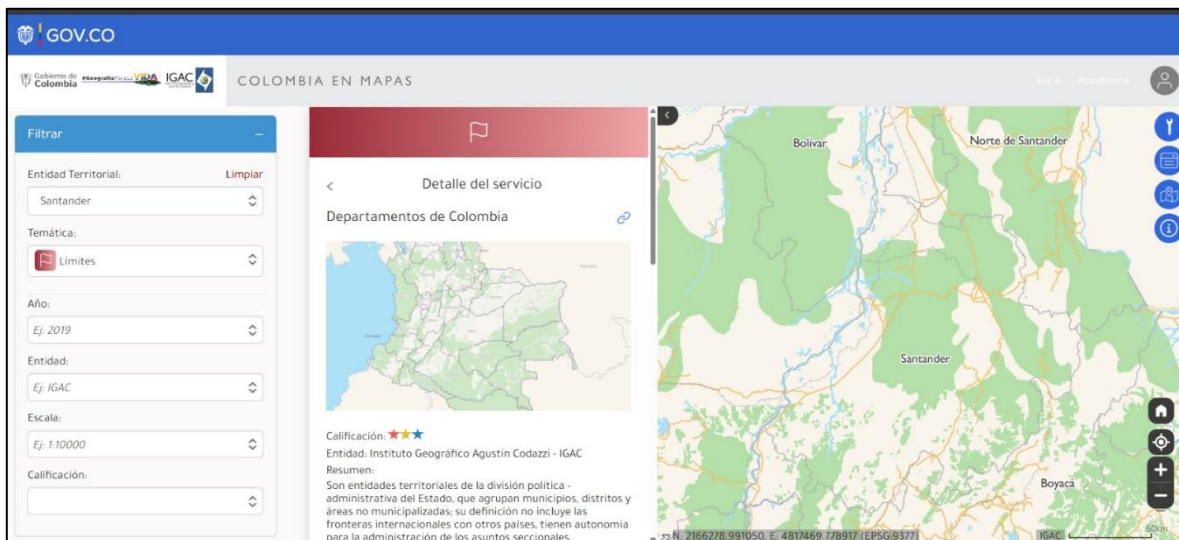 GOV.CO
Gobierno de
Colombia
VIDA
IGAC
COLOMBIA EN MAPAS
Inicio
Plataforma
Filtrar
Entidad Territorial:
Limpiar
Santander
Temática:
Límites
Año:
Ej: 2019
Entidad:
Ej: IGAC
Escala:
Ej: 1:10000
Calificación:
Detalle del servicio
Departamentos de Colombia
Calificación:
Entidad: Instituto Geográfico Agustin Codazzi - IGAC
Resumen:
Son entidades territoriales de la división política -
administrativa del Estado, que agrupan municipios, distritos y
áreas no municipalizadas; su definición no incluye las
fronteras internacionales con otros países, tienen autonomía
para la administración de los asuntos seccionales,
Bolívar
Norte de Santander
Santander
Boyacá
N: 2166278.991050, E: 4817469.778917 (EPSG:9377)
IGAC
50km